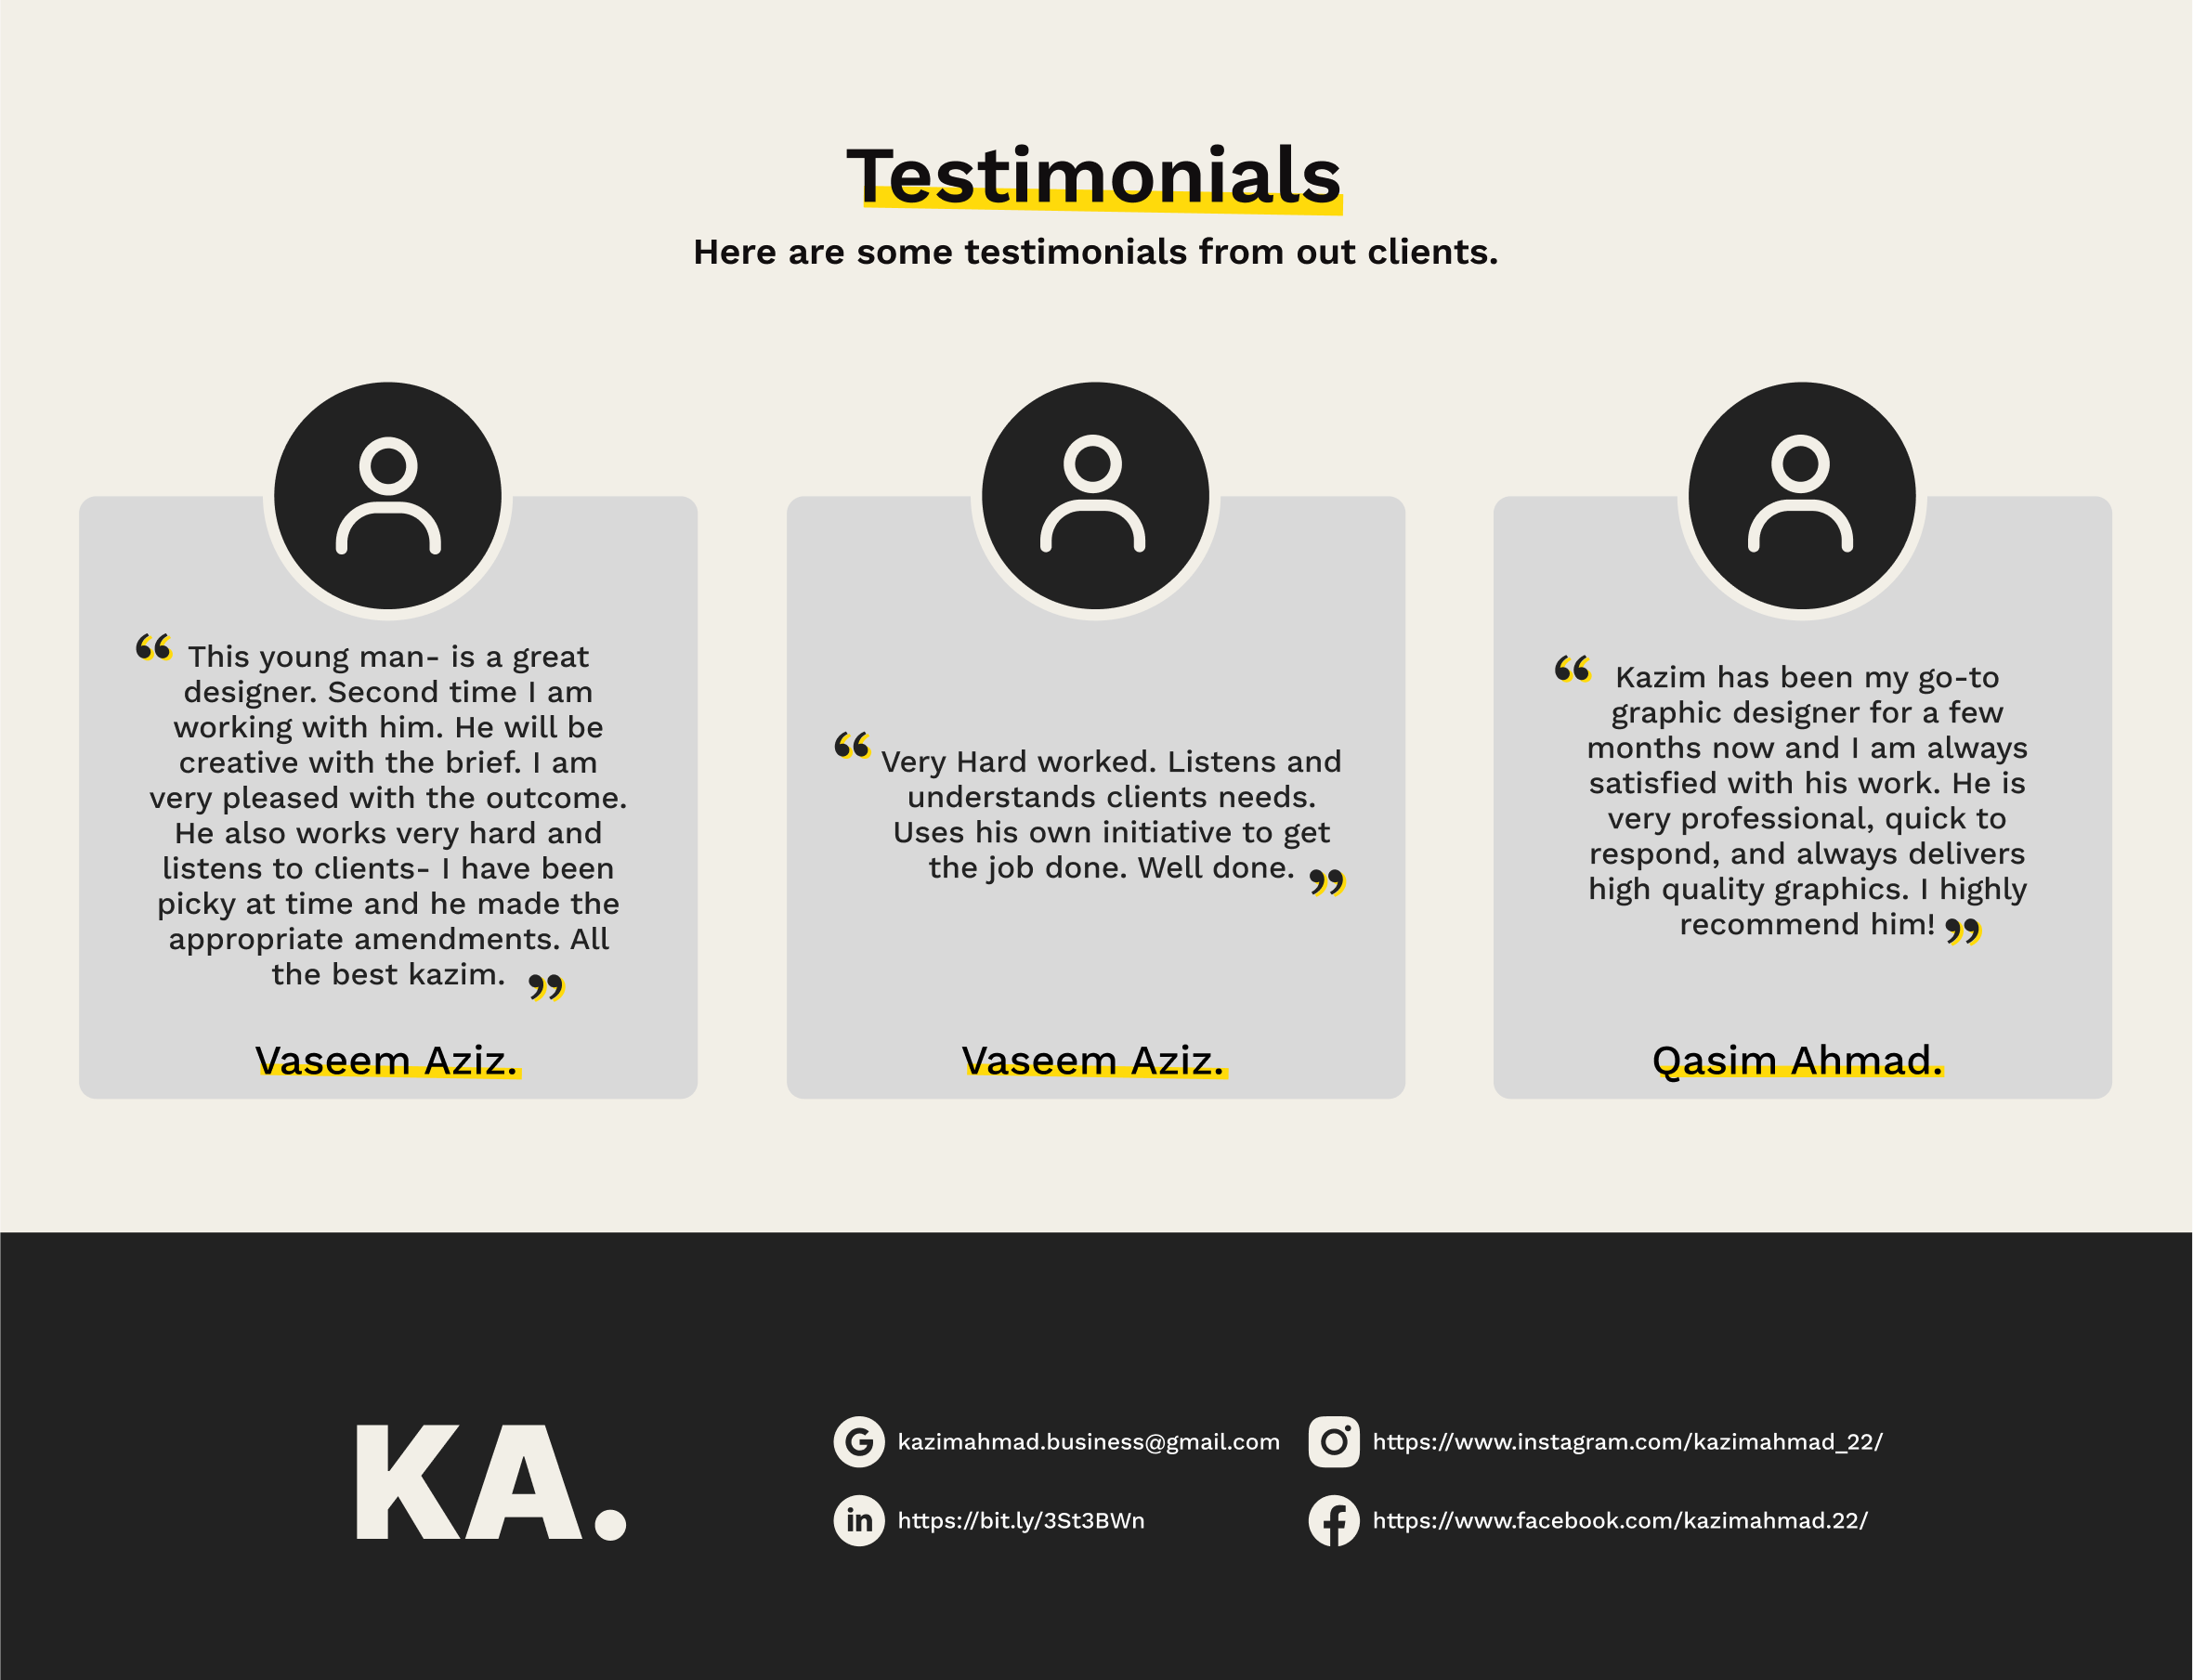 Testimonials
Here are some testimonials from out clients.
“ This young man- is a great
designer. Second time I am
working with him. He will be
creative with the brief. I am
very pleased with the outcome.
He also works very hard and
listens to clients- I have been
picky at time and he made the
appropriate amendments. All
the best kazim. ”
Vaseem Aziz.
“ Very Hard worked. Listens and
understands clients needs.
Uses his own initiative to get
the job done. Well done. ”
Vaseem Aziz.
“ Kazim has been my go-to
graphic designer for a few
months now and I am always
satisfied with his work. He is
very professional, quick to
respond, and always delivers
high quality graphics. I highly
recommend him! ”
Qasim Ahmad.
KA.
G kazimahmad.business@gmail.com
https://www.instagram.com/kazimahmad_22/
in https://bit.ly/3St3BWn
f https://www.facebook.com/kazimahmad.22/